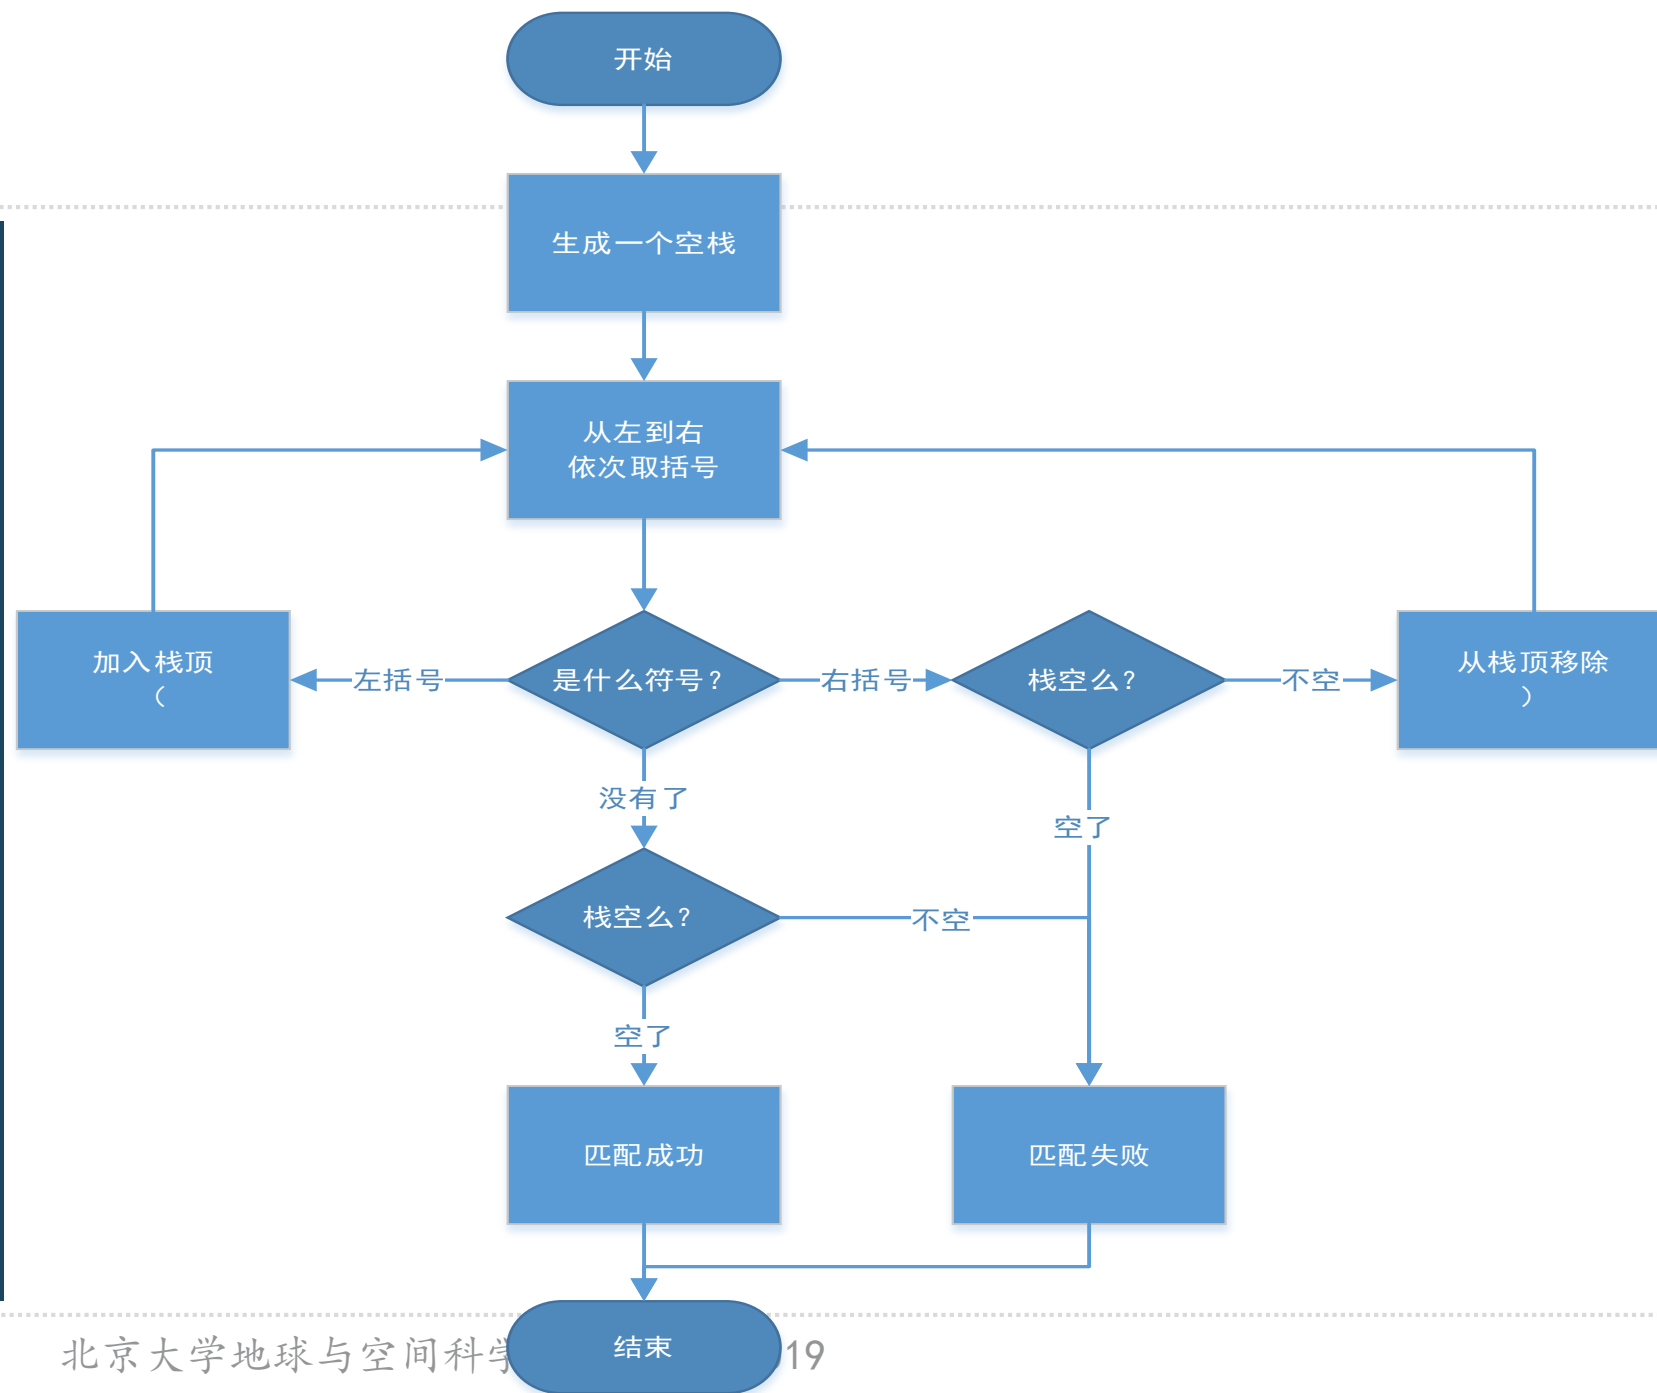 开始
生成一个空栈
从左到右
依次取括号
加入栈顶
（
左括号
是什么符号？
右括号
栈空么？
不空
从栈顶移除
）
没有了
空了
栈空么？
不空
空了
匹配成功
匹配失败
结束
北京大学地球与空间科学
19